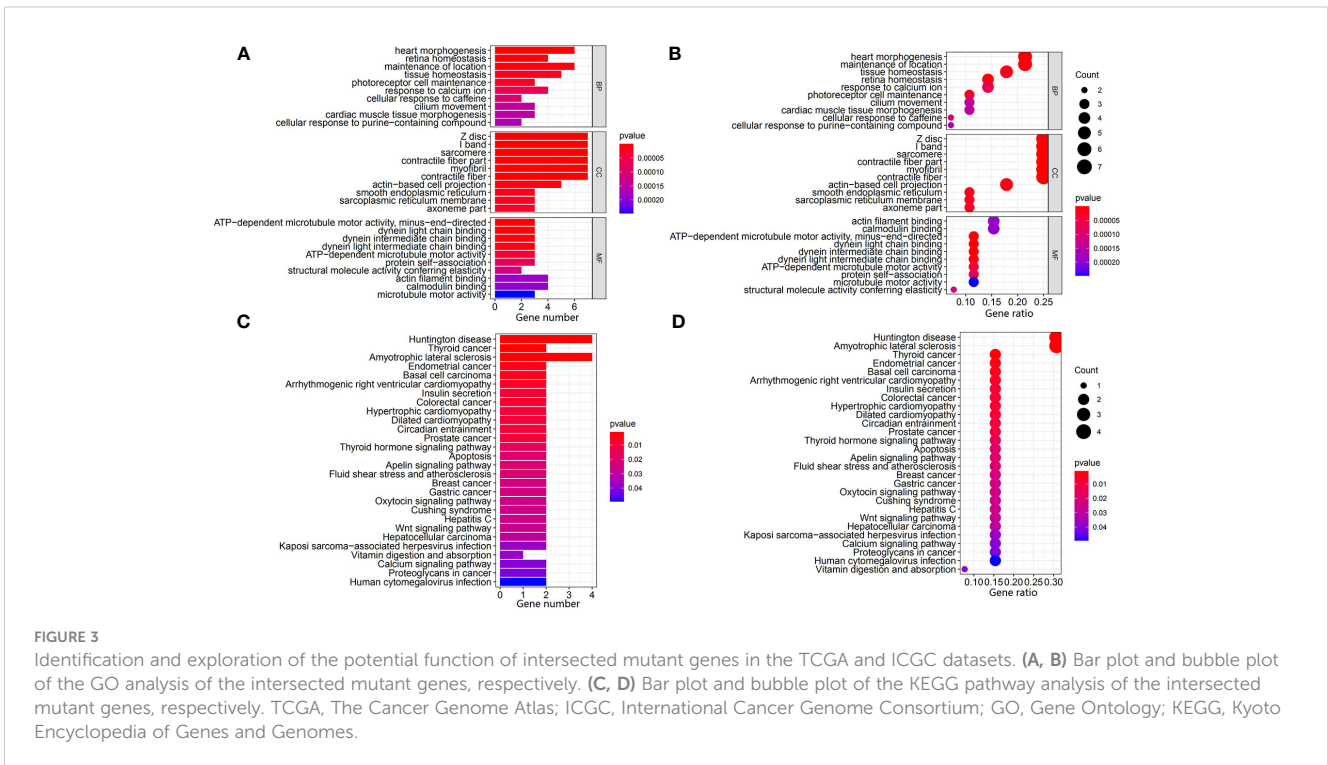 A
heart morphogenesis
retina homeostasis
maintenance of location
tissue homeostasis
photoreceptor cell maintenance
response to calcium ion
cellular response to caffeine
cilium movement
cardiac muscle tissue morphogenesis
cellular response to purine-containing compound
BP
Z disc
I band
sarcomere
contractile fiber part
myofibril
contractile fiber
actin-based cell projection
smooth endoplasmic reticulum
sarcoplasmic reticulum membrane
axoneme part
CC
ATP-dependent microtubule motor activity, minus-end-directed
dynein light chain binding
dynein intermediate chain binding
dynein light intermediate chain binding
ATP-dependent microtubule motor activity
protein self-association
structural molecule activity conferring elasticity
actin filament binding
calmodulin binding
microtubule motor activity
MF
0 2 4 6
Gene number
pvalue
0.00005
0.00010
0.00015
0.00020
B
heart morphogenesis
maintenance of location
tissue homeostasis
retina homeostasis
response to calcium ion
photoreceptor cell maintenance
cilium movement
cardiac muscle tissue morphogenesis
cellular response to caffeine
cellular response to purine-containing compound
BP
Z disc
I band
sarcomere
contractile fiber part
myofibril
contractile fiber
actin-based cell projection
smooth endoplasmic reticulum
sarcoplasmic reticulum membrane
axoneme part
CC
actin filament binding
calmodulin binding
ATP-dependent microtubule motor activity, minus-end-directed
dynein light chain binding
dynein intermediate chain binding
dynein light intermediate chain binding
ATP-dependent microtubule motor activity
protein self-association
microtubule motor activity
structural molecule activity conferring elasticity
MF
0.10 0.15 0.20 0.25
Gene ratio
Count
2
3
4
5
6
7
pvalue
0.00005
0.00010
0.00015
0.00020
C
Huntington disease
Thyroid cancer
Amyotrophic lateral sclerosis
Endometrial cancer
Basal cell carcinoma
Arrhythmogenic right ventricular cardiomyopathy
Insulin secretion
Colorectal cancer
Hypertrophic cardiomyopathy
Dilated cardiomyopathy
Circadian entrainment
Prostate cancer
Thyroid hormone signaling pathway
Apoptosis
Apelin signaling pathway
Fluid shear stress and atherosclerosis
Breast cancer
Gastric cancer
Oxytocin signaling pathway
Cushing syndrome
Hepatitis C
Wnt signaling pathway
Hepatocellular carcinoma
Kaposi sarcoma-associated herpesvirus infection
Vitamin digestion and absorption
Calcium signaling pathway
Proteoglycans in cancer
Human cytomegalovirus infection
0 1 2 3 4
Gene number
pvalue
0.01
0.02
0.03
0.04
D
Huntington disease
Amyotrophic lateral sclerosis
Thyroid cancer
Endometrial cancer
Basal cell carcinoma
Arrhythmogenic right ventricular cardiomyopathy
Insulin secretion
Colorectal cancer
Hypertrophic cardiomyopathy
Dilated cardiomyopathy
Circadian entrainment
Prostate cancer
Thyroid hormone signaling pathway
Apoptosis
Apelin signaling pathway
Fluid shear stress and atherosclerosis
Breast cancer
Gastric cancer
Oxytocin signaling pathway
Cushing syndrome
Hepatitis C
Wnt signaling pathway
Hepatocellular carcinoma
Kaposi sarcoma-associated herpesvirus infection
Calcium signaling pathway
Proteoglycans in cancer
Human cytomegalovirus infection
Vitamin digestion and absorption
0.10 0.15 0.20 0.25 0.30
Gene ratio
Count
1
2
3
4
pvalue
0.01
0.02
0.03
0.04
FIGURE 3
Identification and exploration of the potential function of intersected mutant genes in the TCGA and ICGC datasets. (A, B) Bar plot and bubble plot
of the GO analysis of the intersected mutant genes, respectively. (C, D) Bar plot and bubble plot of the KEGG pathway analysis of the intersected
mutant genes, respectively. TCGA, The Cancer Genome Atlas; ICGC, International Cancer Genome Consortium; GO, Gene Ontology; KEGG, Kyoto
Encyclopedia of Genes and Genomes.